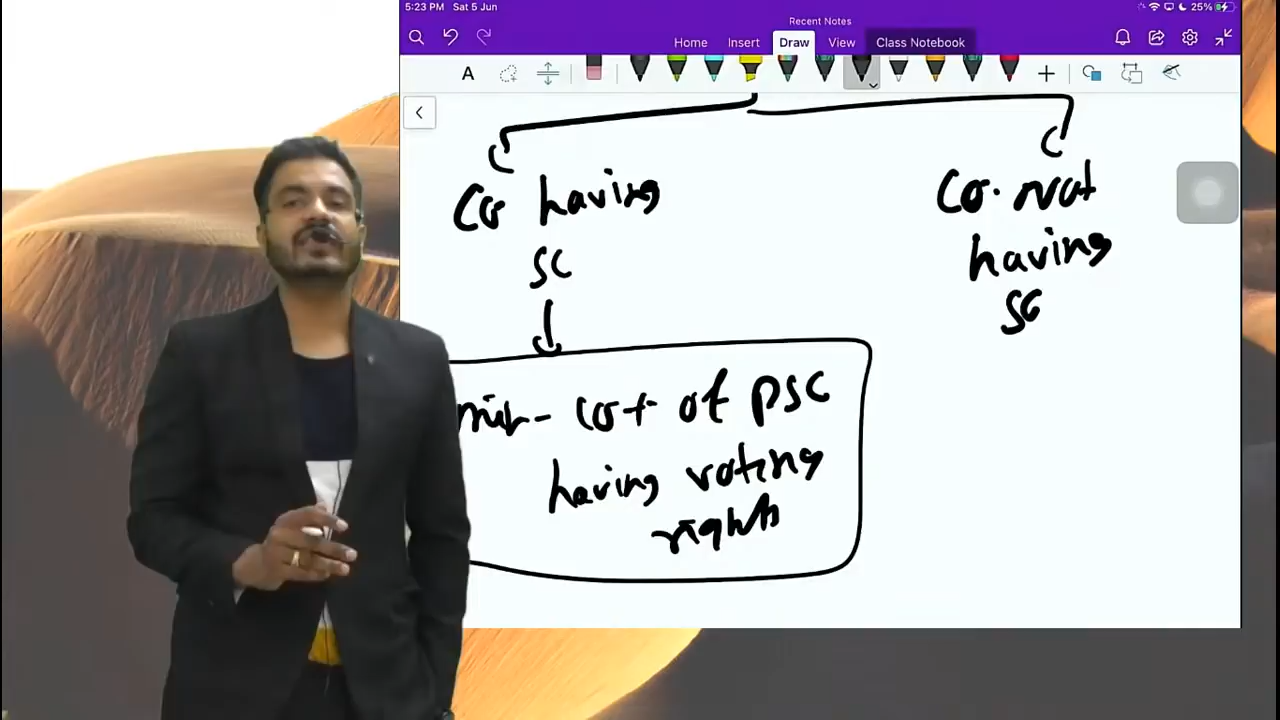 5:23 PM Sat 5 Jun
25%
Recent Notes
Home Insert Draw View Class Notebook
A
Co having
SC
Co. Not
having
SC
of PSC
having voting
rights